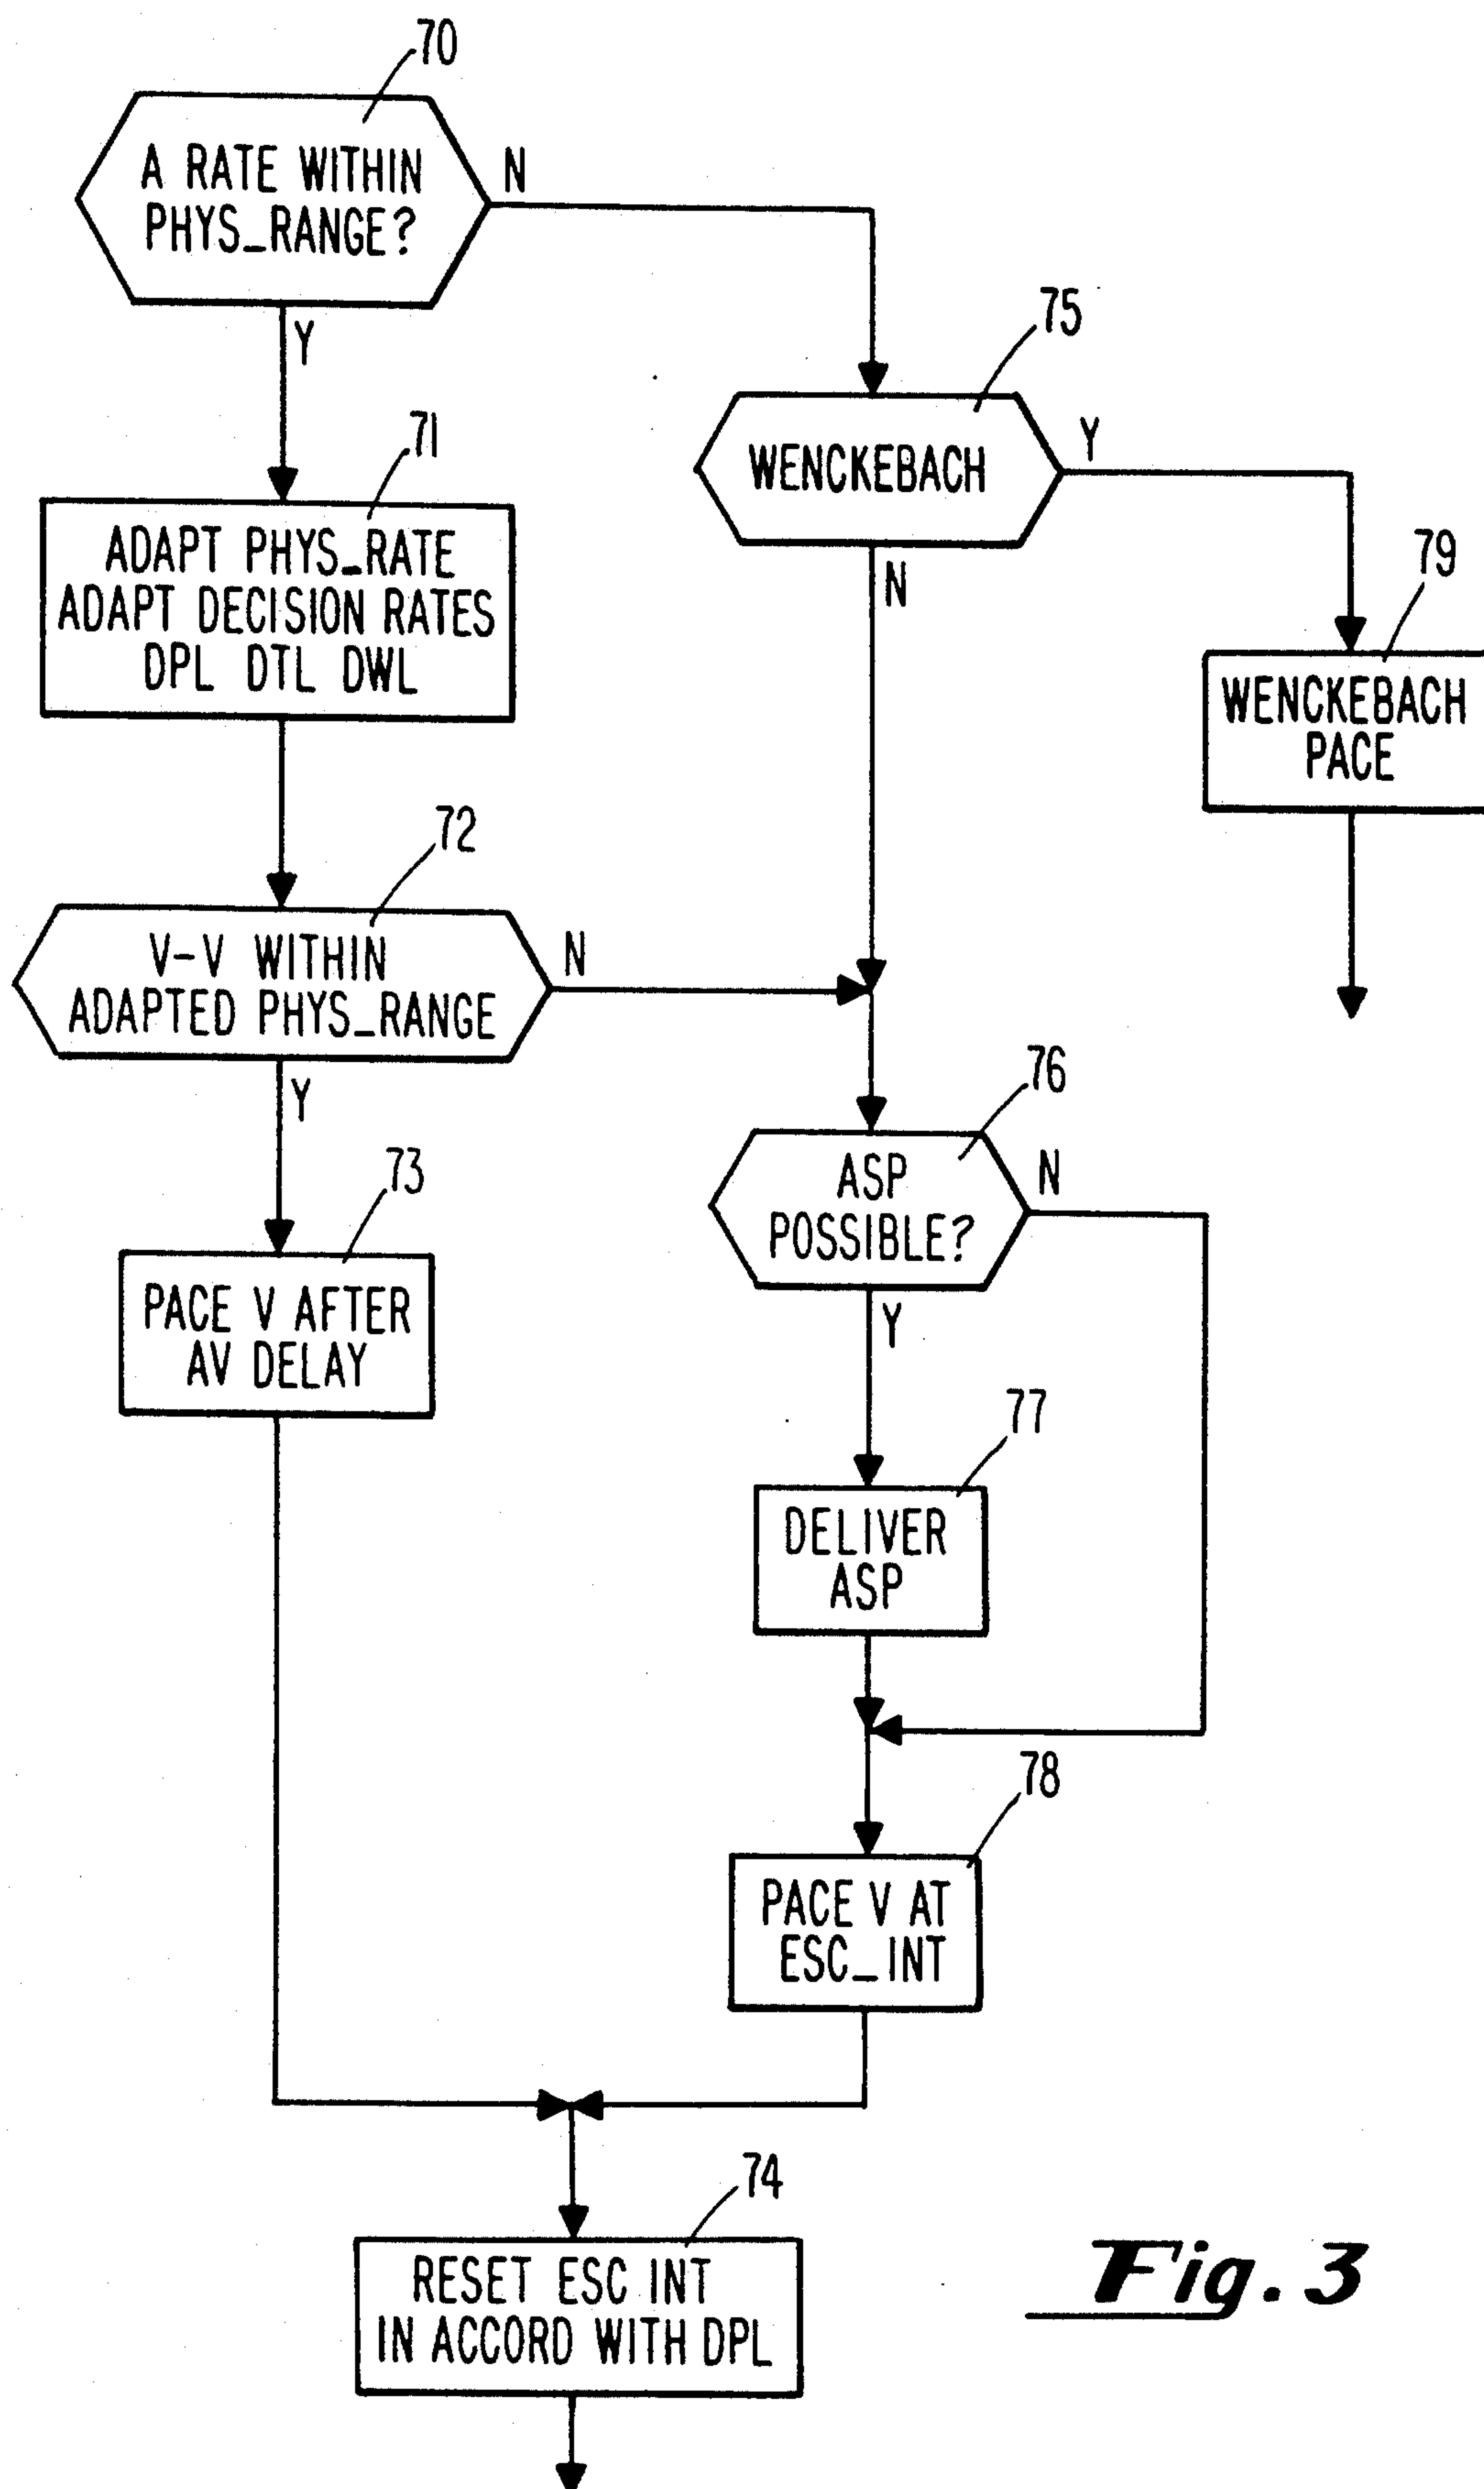 70
A RATE WITHIN
PHYS_RANGE?
N
Y
75
WENCKEBACH
Y
N
71
ADAPT PHYS_RATE
ADAPT DECISION RATES
DPL DTL DWL
79
WENCKEBACH
PACE
72
V-V WITHIN
ADAPTED PHYS_RANGE
N
Y
76
ASP
POSSIBLE?
N
Y
73
PACE V AFTER
AV DELAY
77
DELIVER
ASP
78
PACE V AT
ESC_INT
74
RESET ESC INT
IN ACCORD WITH DPL
Fig. 3